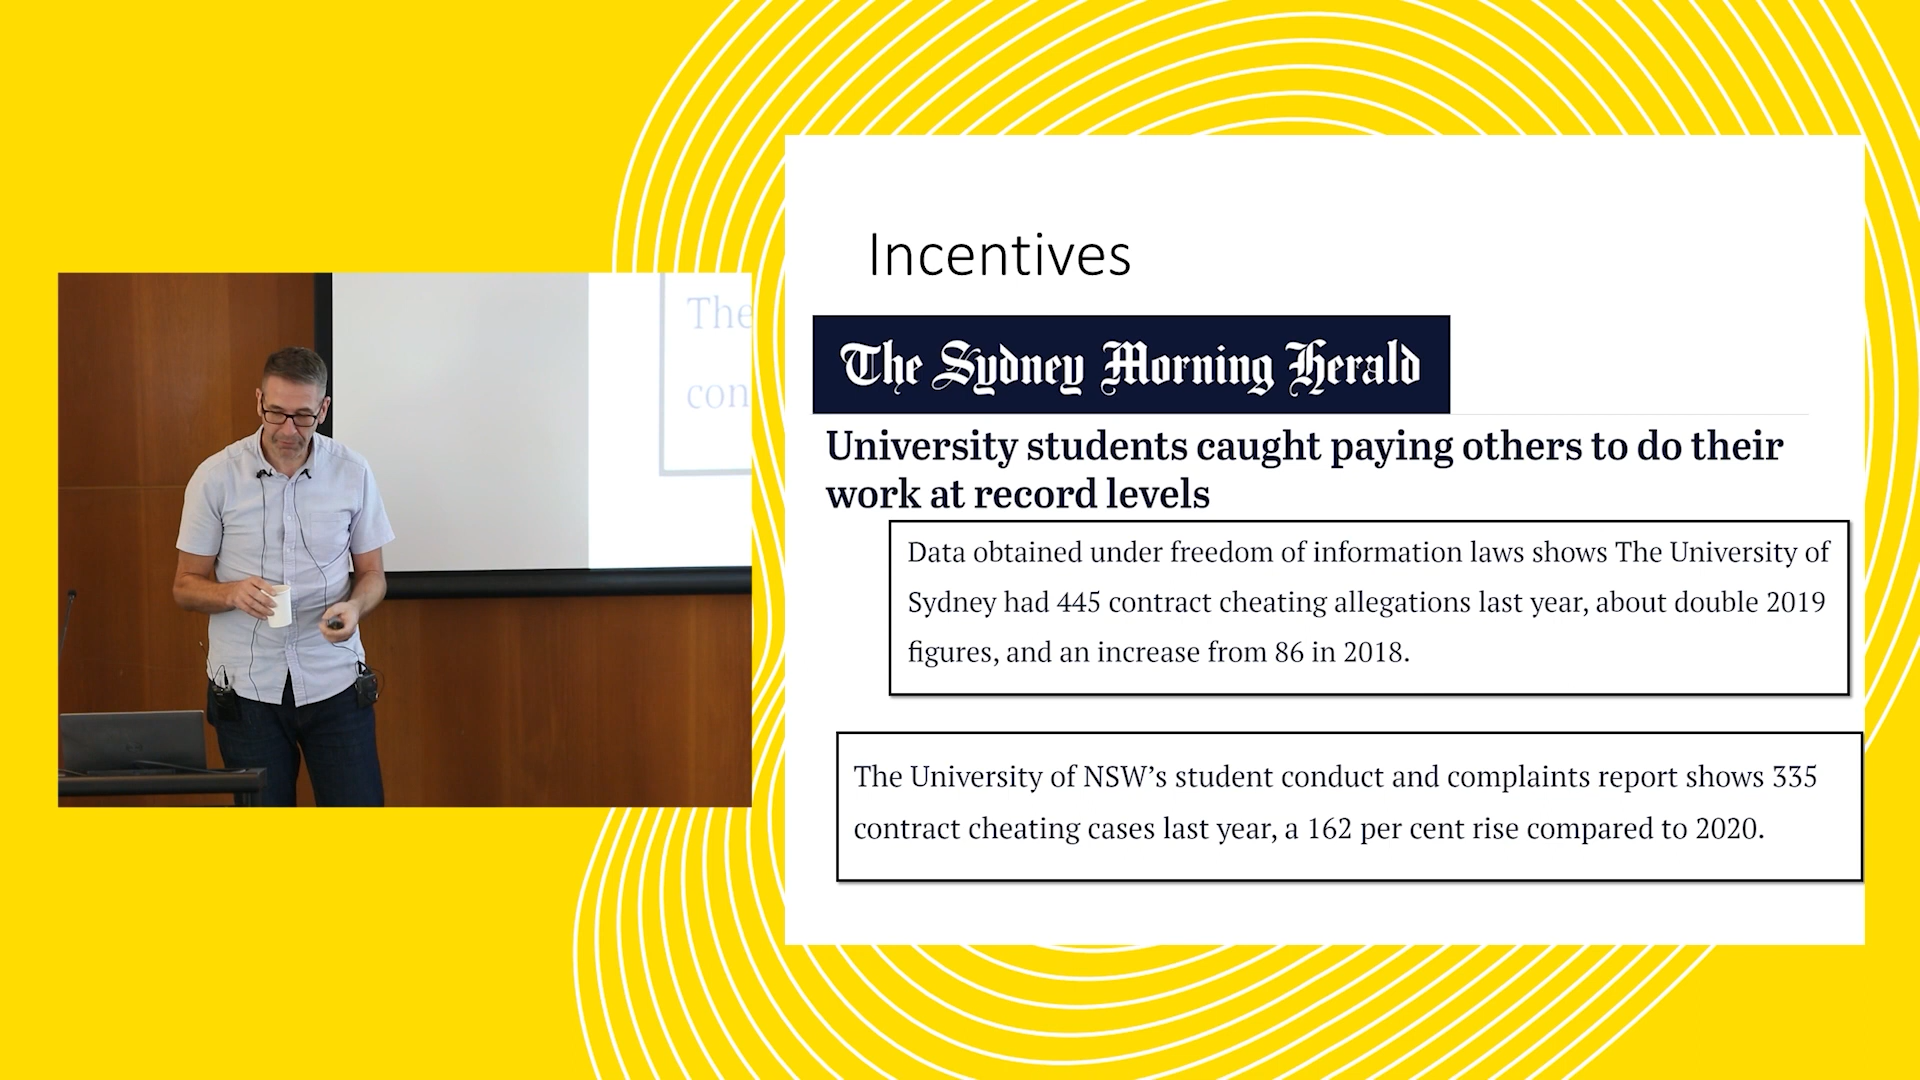 Incentives
The Sydney Morning Herald
University students caught paying others to do their
work at record levels
Data obtained under freedom of information laws shows The University of
Sydney had 445 contract cheating allegations last year, about double 2019
figures, and an increase from 86 in 2018.
The University of NSW’s student conduct and complaints report shows 335
contract cheating cases last year, a 162 per cent rise compared to 2020.
The
con